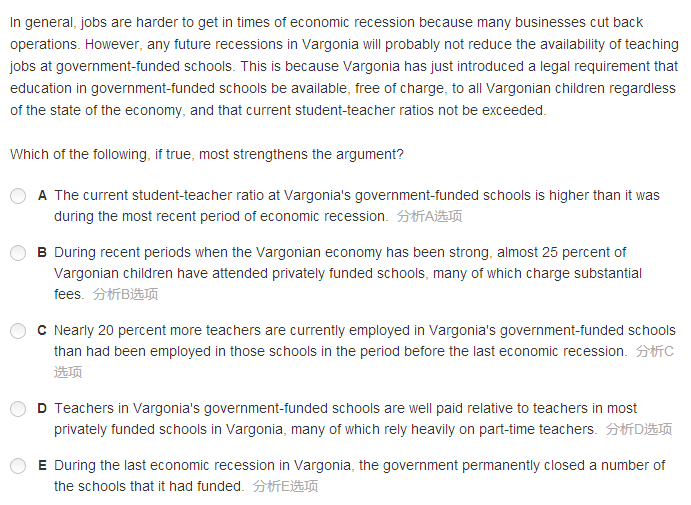 In general, jobs are harder to get in times of economic recession because many businesses cut back
operations. However, any future recessions in Vargonia will probably not reduce the availability of teaching
jobs at government-funded schools. This is because Vargonia has just introduced a legal requirement that
education in government-funded schools be available, free of charge, to all Vargonian children regardless
of the state of the economy, and that current student-teacher ratios not be exceeded.
Which of the following, if true, most strengthens the argument?
A The current student-teacher ratio at Vargonia's government-funded schools is higher than it was
during the most recent period of economic recession. 分析A选项
B During recent periods when the Vargonian economy has been strong, almost 25 percent of
Vargonian children have attended privately funded schools, many of which charge substantial
fees. 分析B选项
C Nearly 20 percent more teachers are currently employed in Vargonia's government-funded schools
than had been employed in those schools in the period before the last economic recession. 分析C
选项
D Teachers in Vargonia's government-funded schools are well paid relative to teachers in most
privately funded schools in Vargonia, many of which rely heavily on part-time teachers. 分析D选项
E During the last economic recession in Vargonia, the government permanently closed a number of
the schools that it had funded. 分析E选项